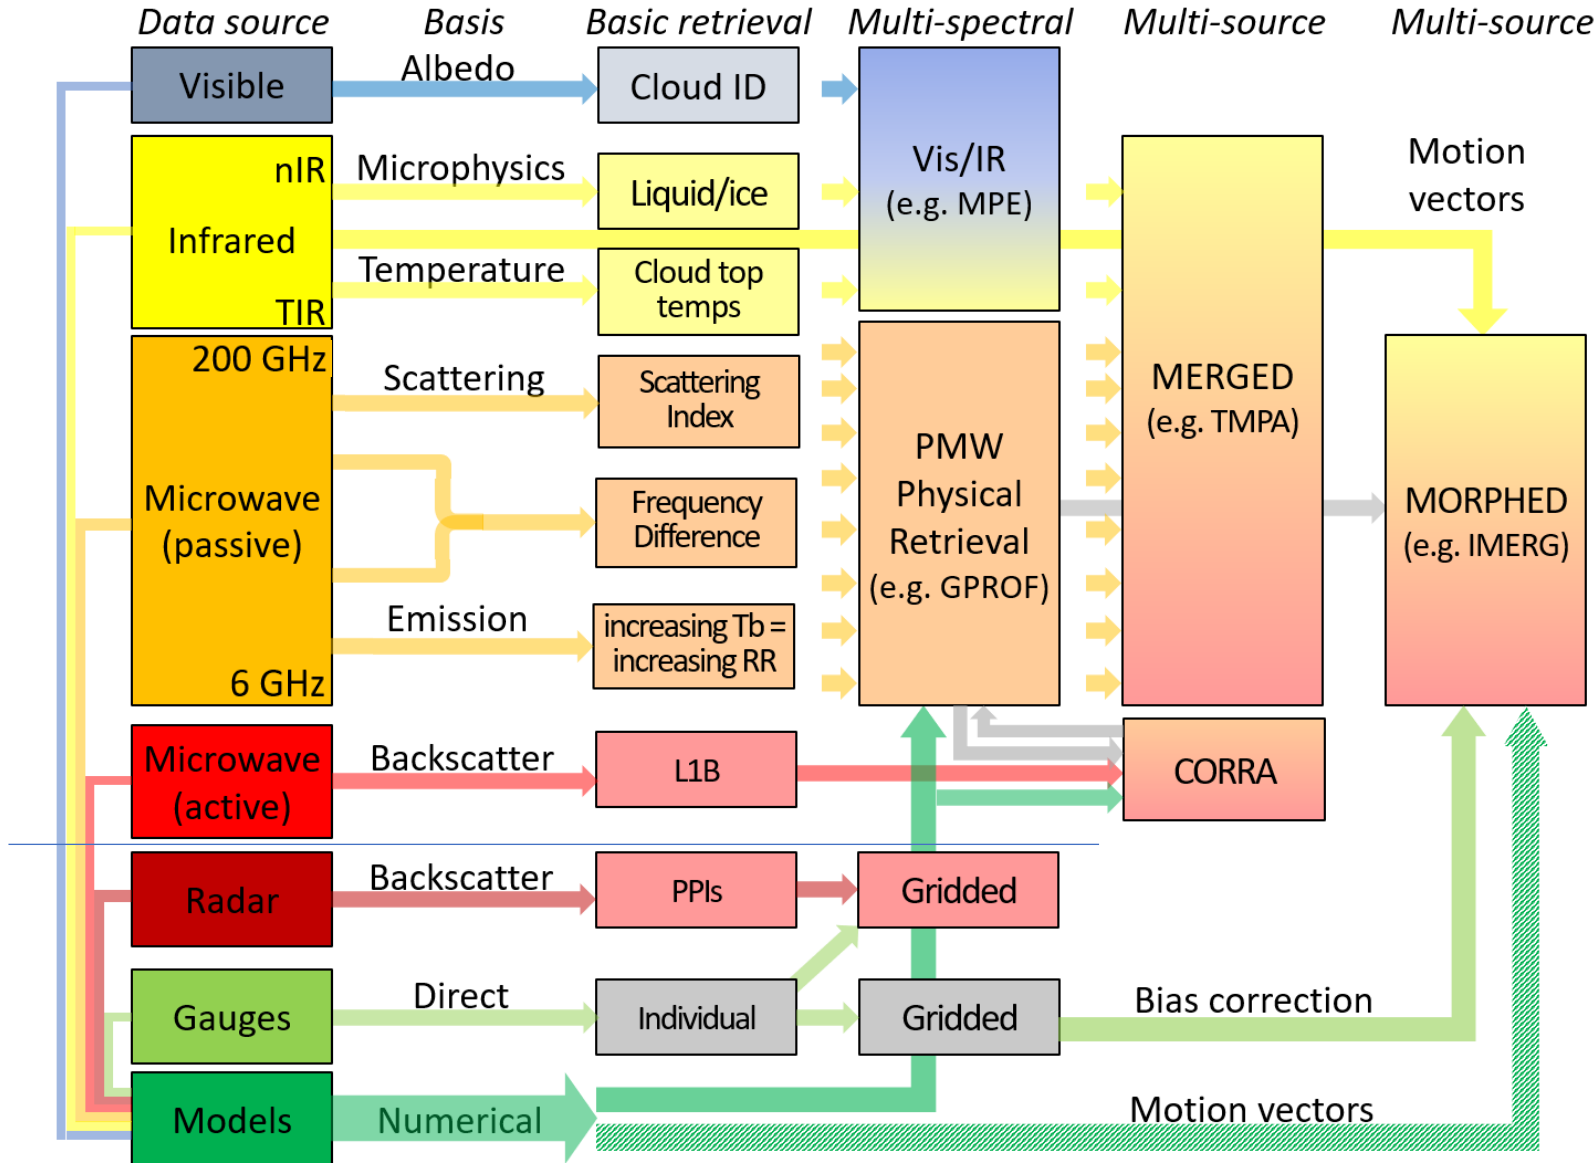 Data source
Basis
Basic retrieval
Multi-spectral
Multi-source
Multi-source
Visible
Albedo
Cloud ID
Vis/IR
(e.g. MPE)
nIR
Infrared
TIR
Microphysics
Liquid/ice
Temperature
Cloud top
temps
MERGED
(e.g. TMPA)
Motion
vectors
200 GHz
Microwave
(passive)
6 GHz
Scattering
Scattering
Index
Frequency
Difference
Emission
increasing Tb =
increasing RR
PMW
Physical
Retrieval
(e.g. GPROF)
MORPHED
(e.g. IMERG)
Microwave
(active)
Backscatter
L1B
CORRA
Radar
Backscatter
PPIs
Gridded
Gauges
Direct
Individual
Gridded
Bias correction
Models
Numerical
Motion vectors